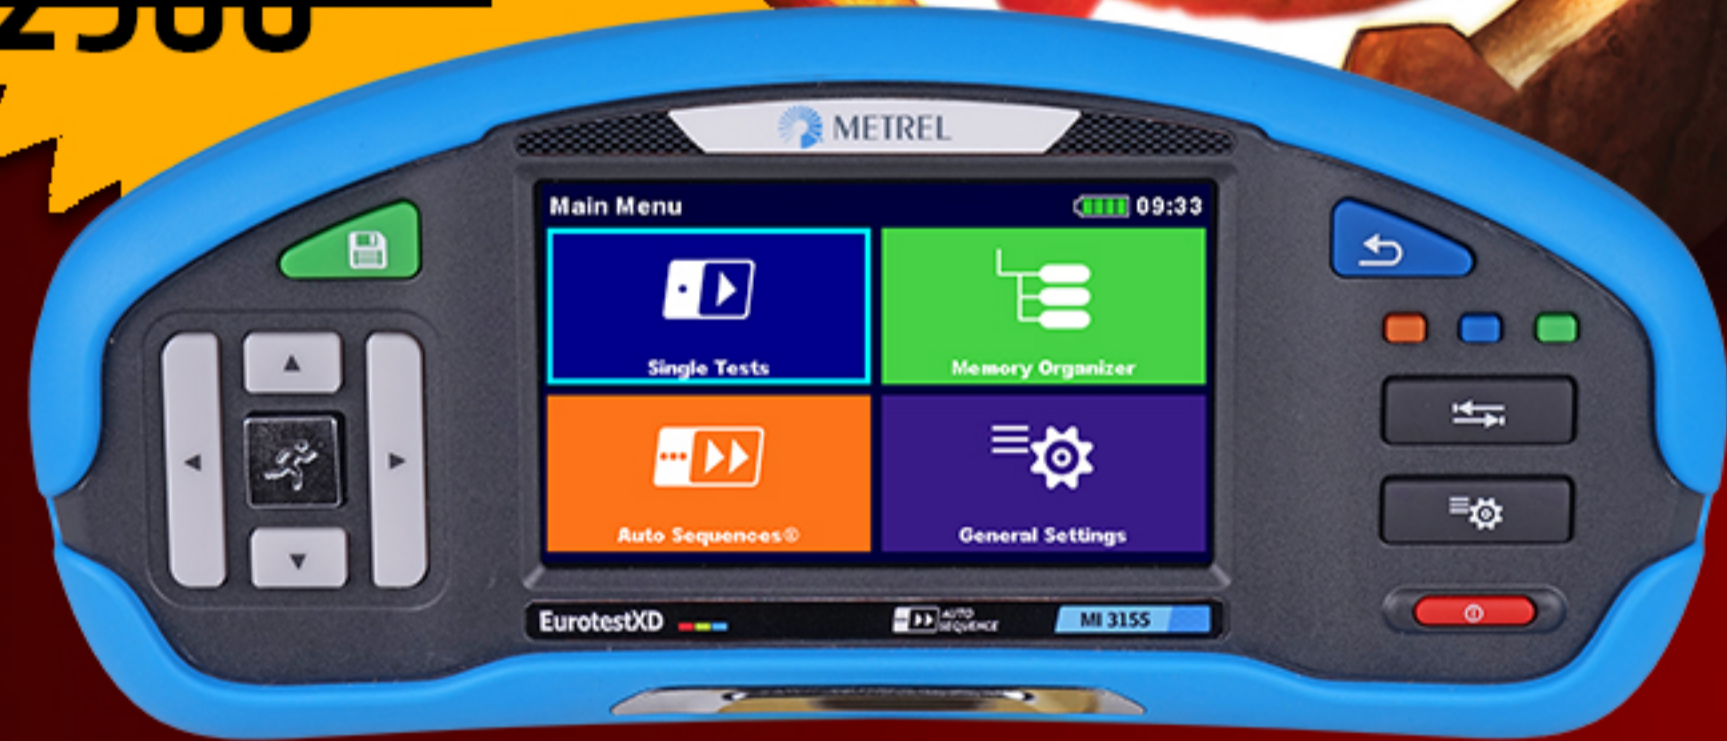 METREL
Main Menu 09:33
Single Tests Memory Organizer
Auto Sequences® General Settings
EurotestXD AUTO SEQUENCE MI 3155